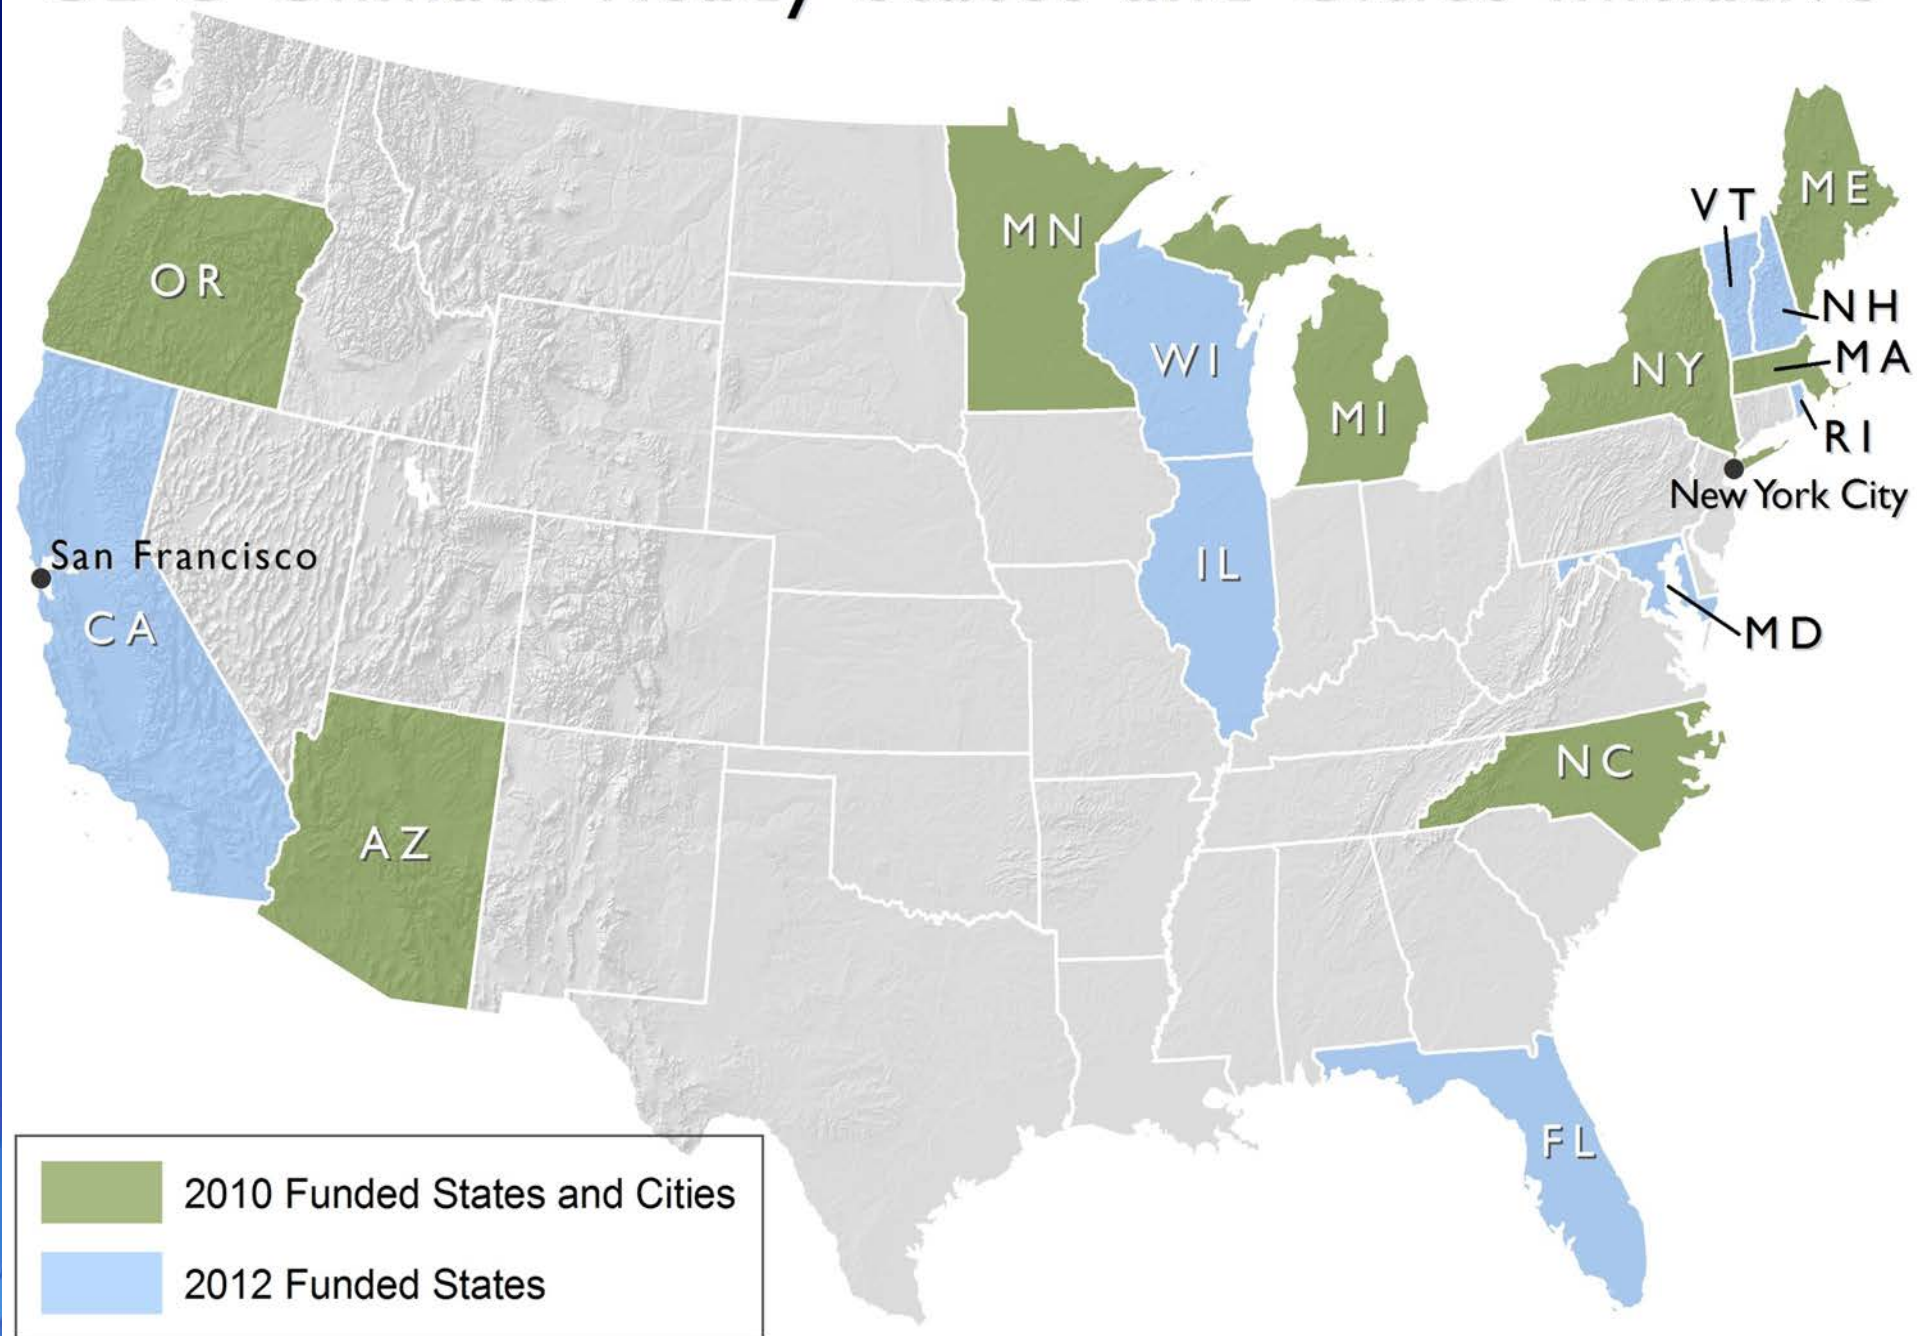 OR
MN
WI
MI
VT
ME
NH
NY
MA
RI
New York City
San Francisco
CA
IL
MD
NC
AZ
FL
2010 Funded States and Cities
2012 Funded States